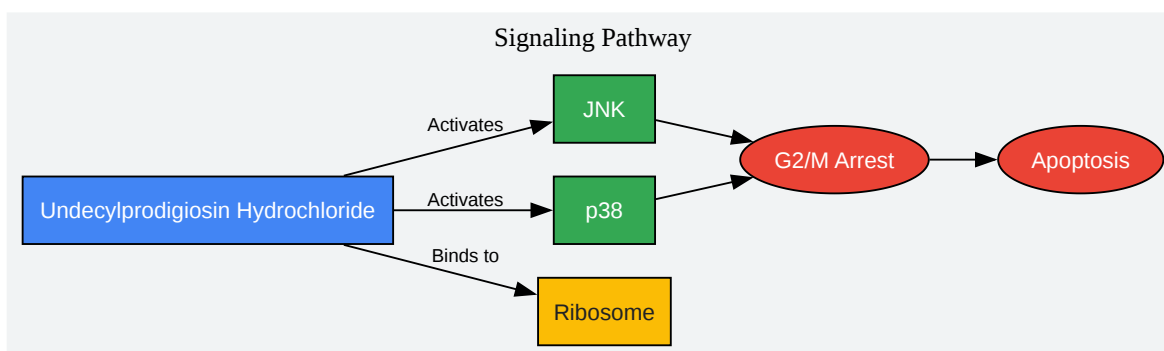 Signaling Pathway
JNK
Activates
G2/M Arrest
Apoptosis
Undecylprodigiosin Hydrochloride
Activates
p38
Binds to
Ribosome